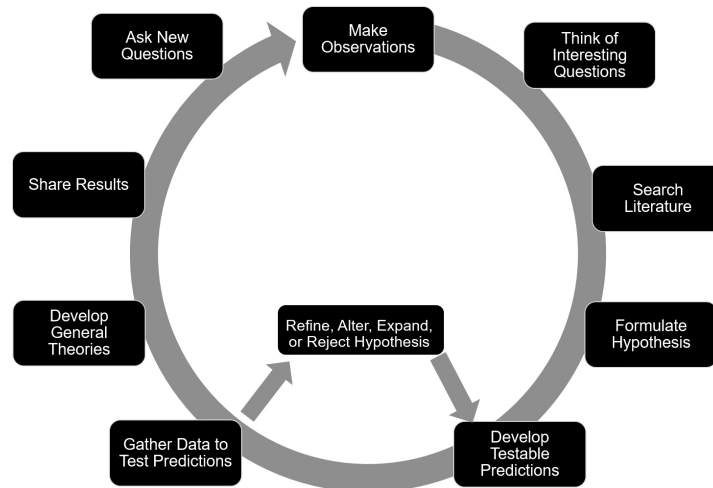 Make
Observations
Think of
Interesting
Questions
Search
Literature
Formulate
Hypothesis
Develop
Testable
Predictions
Refine, Alter, Expand,
or Reject Hypothesis
Gather Data to
Test Predictions
Develop
General
Theories
Share Results
Ask New
Questions